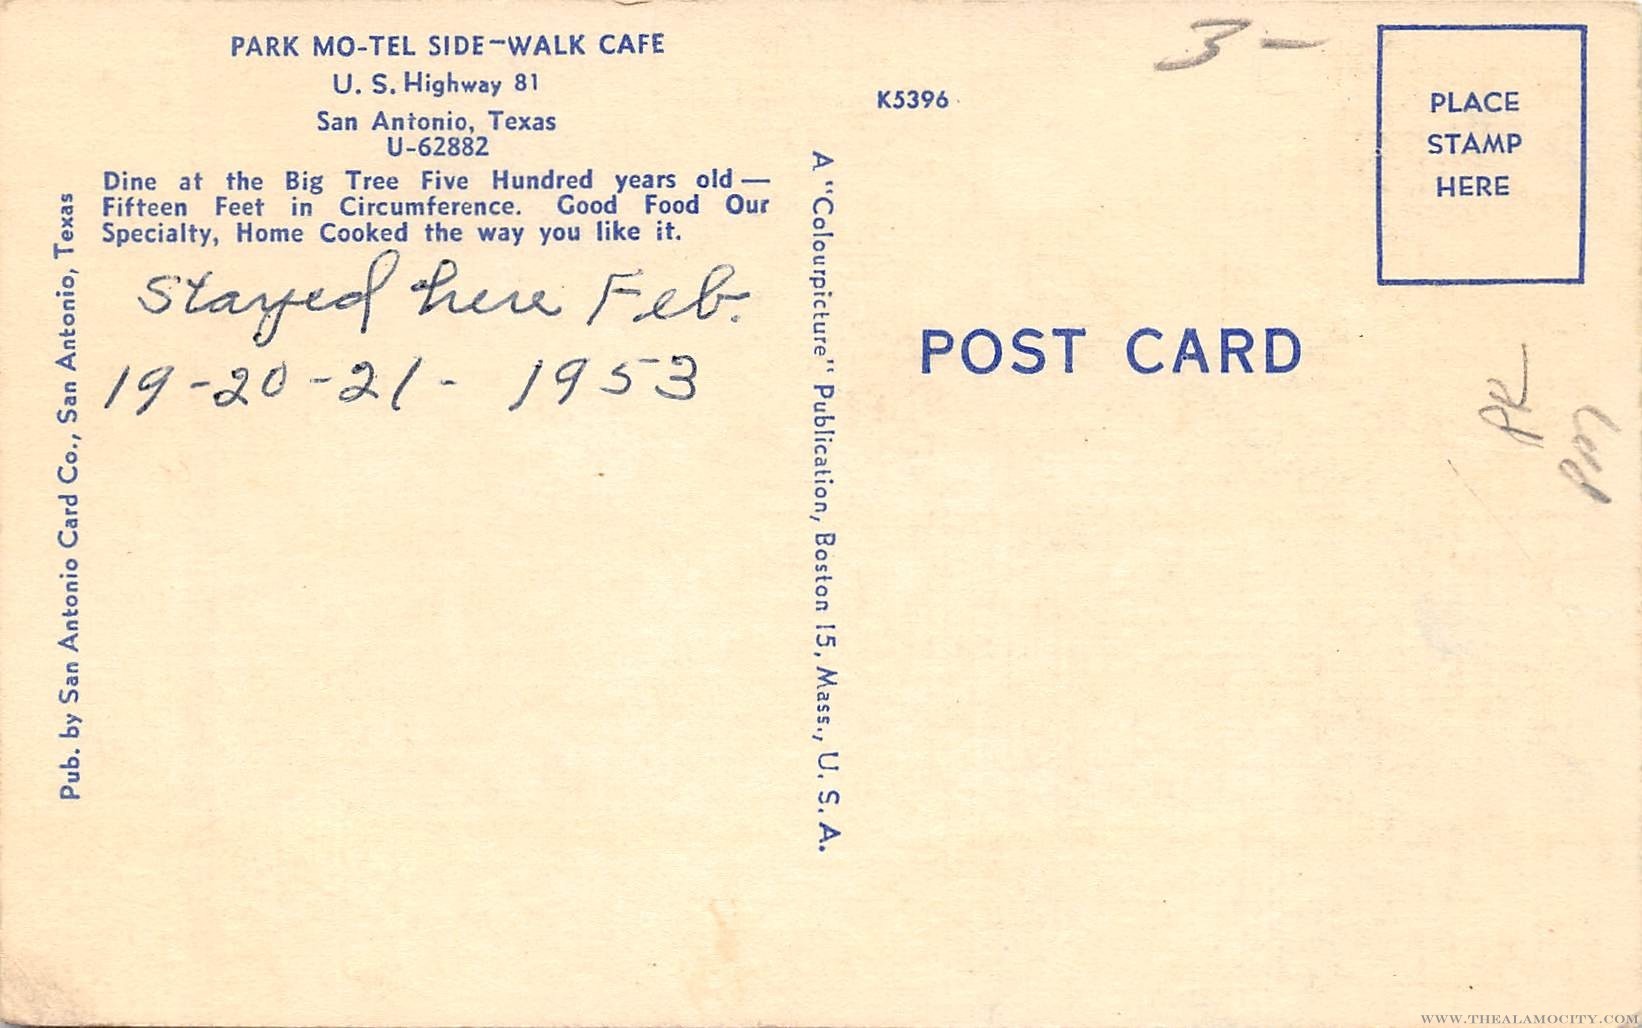 PARK MO-TEL SIDE-WALK CAFE
U. S. Highway 81
San Antonio, Texas
U-62882
Dine at the Big Tree Five Hundred years old —
Fifteen Feet in Circumference. Good Food Our
Specialty, Home Cooked the way you like it.
Stayed here Feb.
19-20-21- 1953
Pub. by San Antonio Card Co., San Antonio, Texas
A "Colourpicture" Publication, Boston 15, Mass., U. S. A.
K5396
3 —
PLACE
STAMP
HERE
POST CARD
PK
PM
WWW.THEALAMOCITY.COM